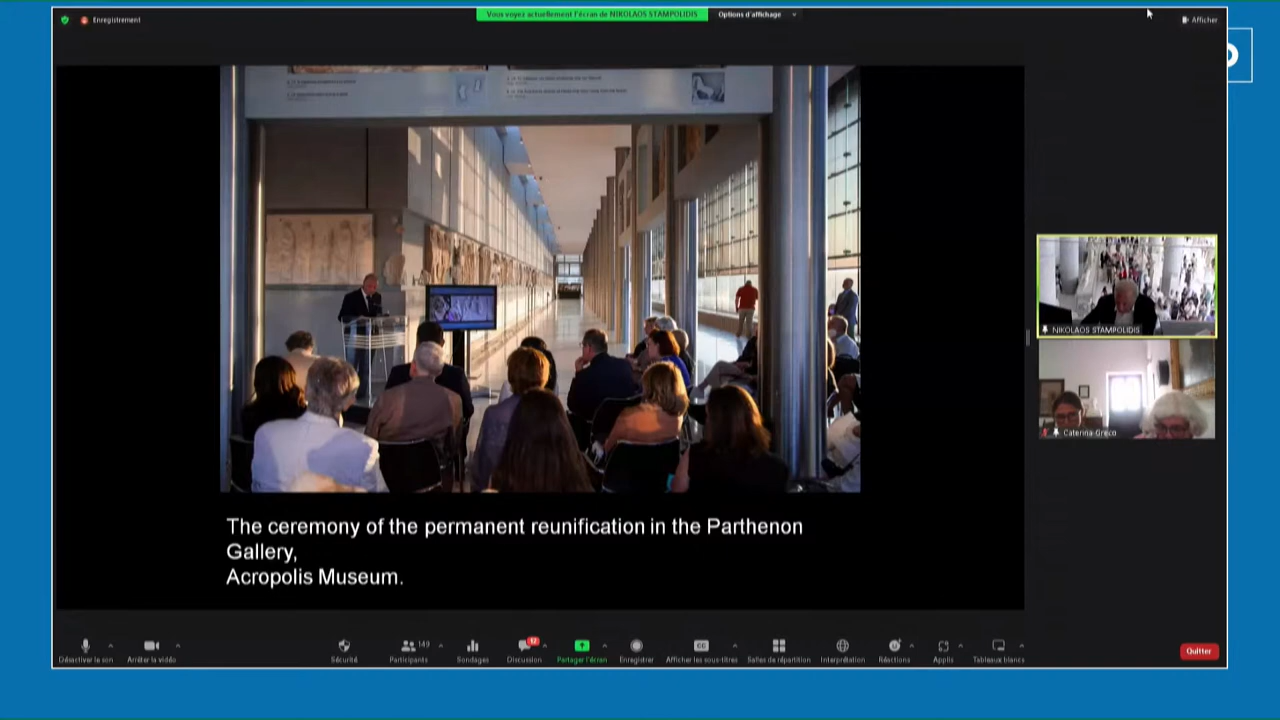 Enregistrement
Vous voyez actuellement l'écran de NIKOLAOS STAMPOLIDIS
Options d'affichage
Afficher
NIKOLAOS STAMPOLIDIS
Caterina Greco
The ceremony of the permanent reunification in the Parthenon
Gallery,
Acropolis Museum.
Désactiver le son
Arrêter la vidéo
Sécurité
149
Participants
Sondages
12
Discussion
Partager l'écran
Enregistrer
CC
Afficher les sous-titres
Salles de répartition
Interprétation
Réactions
Applis
Tableaux blancs
Quitter